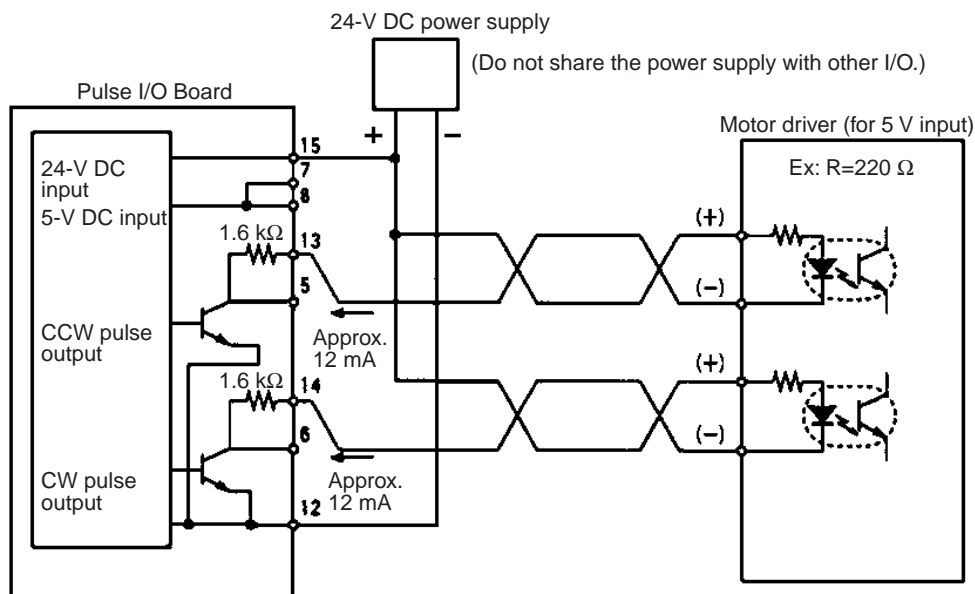 24-V DC power supply
(Do not share the power supply with other I/O.)
Pulse I/O Board
+
−
Motor driver (for 5 V input)
Ex: R=220 Ω
24-V DC
input
5-V DC input
15
7
8
1.6 kΩ
13
5
(+)
(−)
CCW pulse
output
Approx.
12 mA
1.6 kΩ
14
6
(+)
(−)
CW pulse
output
Approx.
12 mA
12